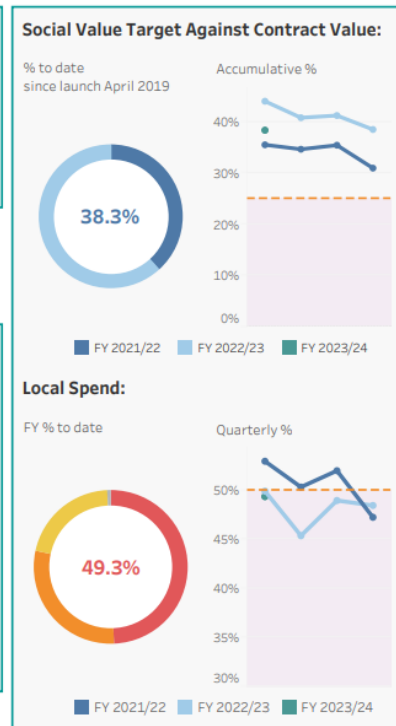 Social Value Target Against Contract Value:
% to date
since launch April 2019
Accumulative %
40%
30%
20%
10%
0%
38.3%
FY 2021/22 FY 2022/23 FY 2023/24
Local Spend:
FY % to date
Quarterly %
50%
45%
40%
35%
30%
49.3%
FY 2021/22 FY 2022/23 FY 2023/24